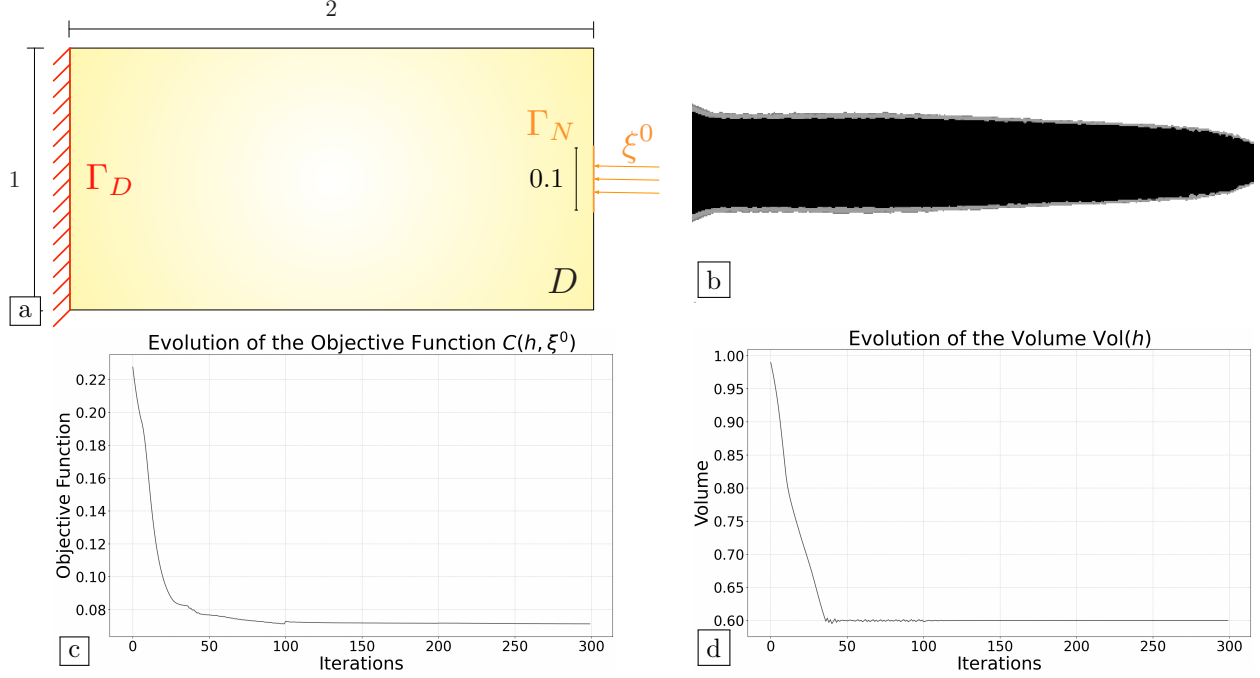 2
1
Γ_D
Γ_N
ξ⁰
0.1
D
a
b
Evolution of the Objective Function C(h, ξ⁰)
Objective Function
0.22
0.20
0.18
0.16
0.14
0.12
0.10
0.08
0 50 100 150 200 250 300
Iterations
c
Evolution of the Volume Vol(h)
Volume
1.00
0.95
0.90
0.85
0.80
0.75
0.70
0.65
0.60
0 50 100 150 200 250 300
Iterations
d